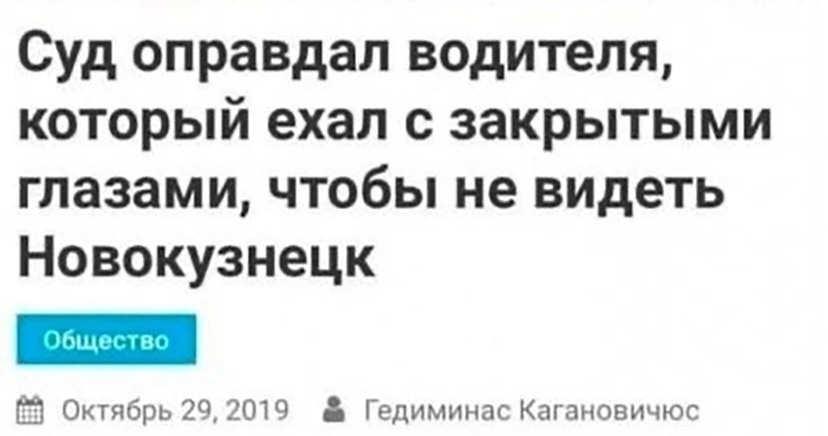 Суд оправдал водителя,
который ехал с закрытыми
глазами, чтобы не видеть
Новокузнецк
Общество
Октябрь 29, 2019 Гедиминас Кагановичюс